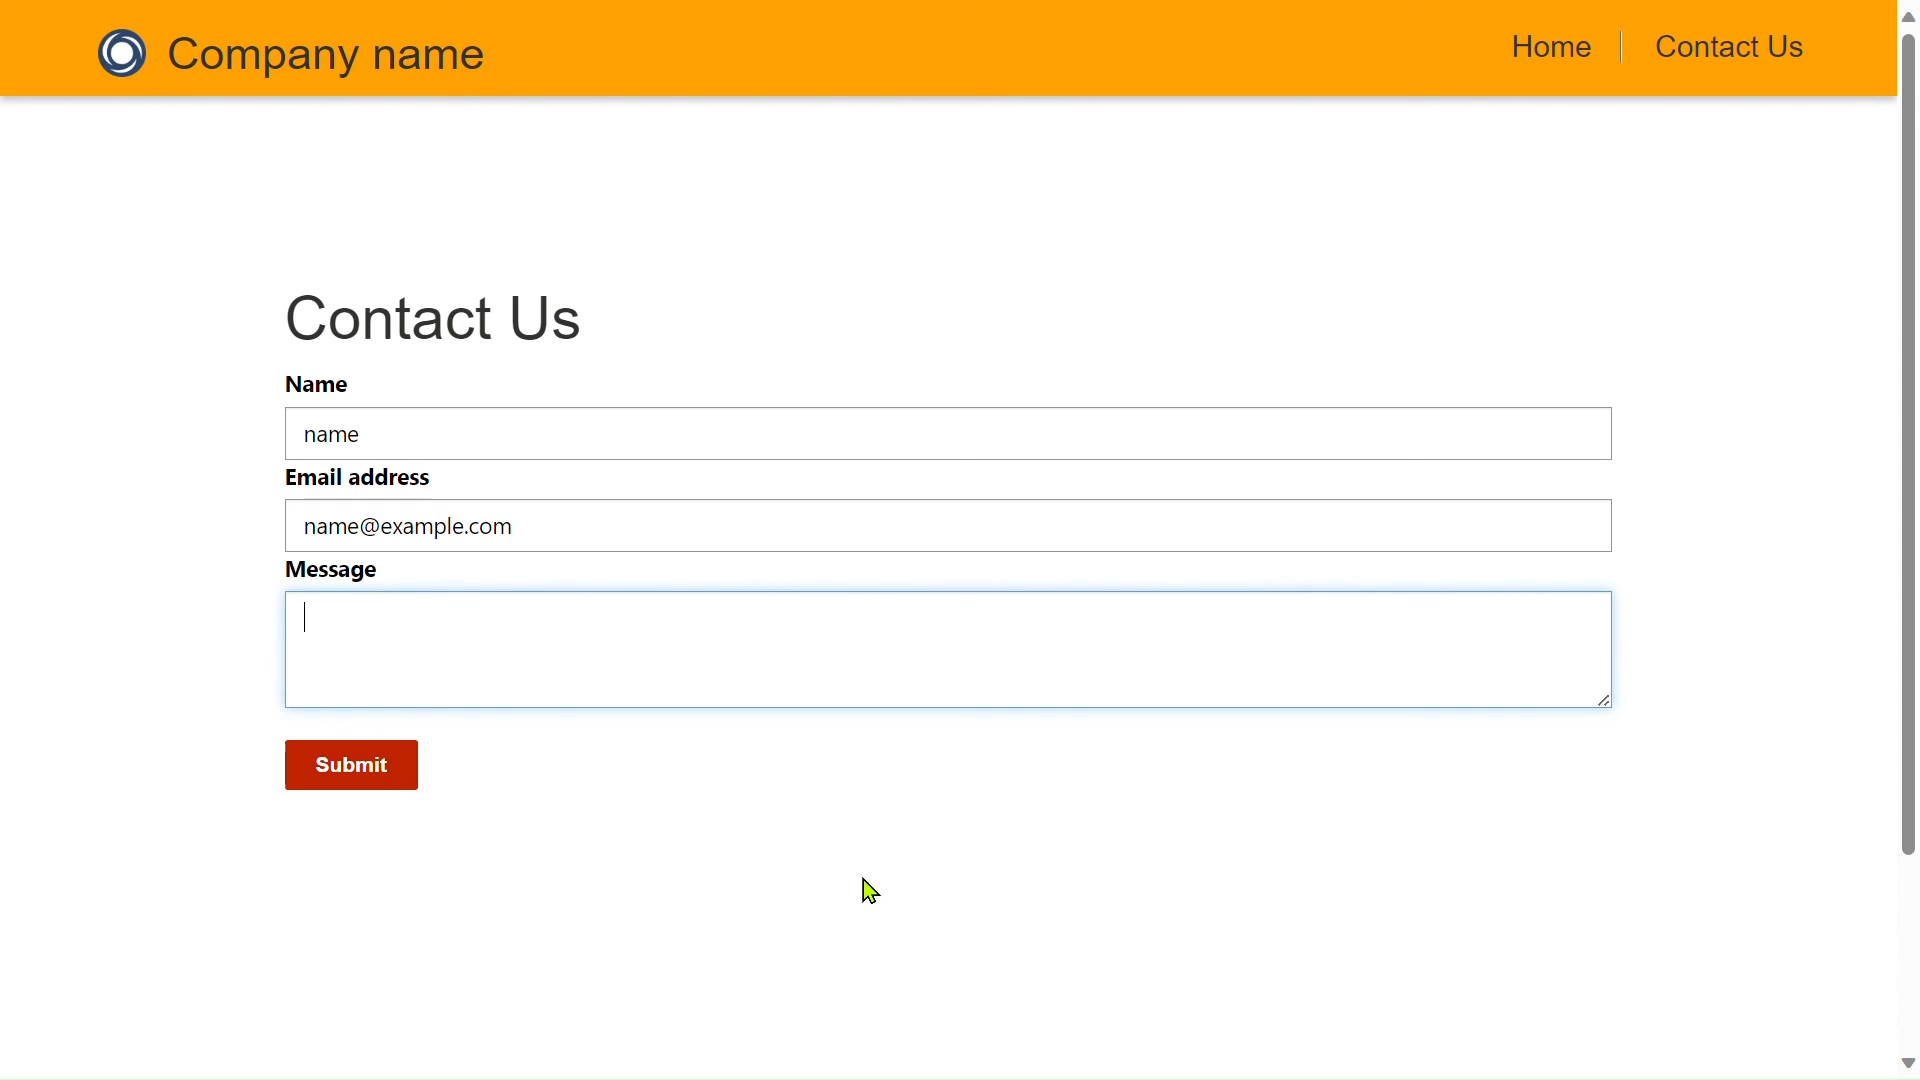 Company name
Home
Contact Us
Contact Us
Name
name
Email address
name@example.com
Message
Submit